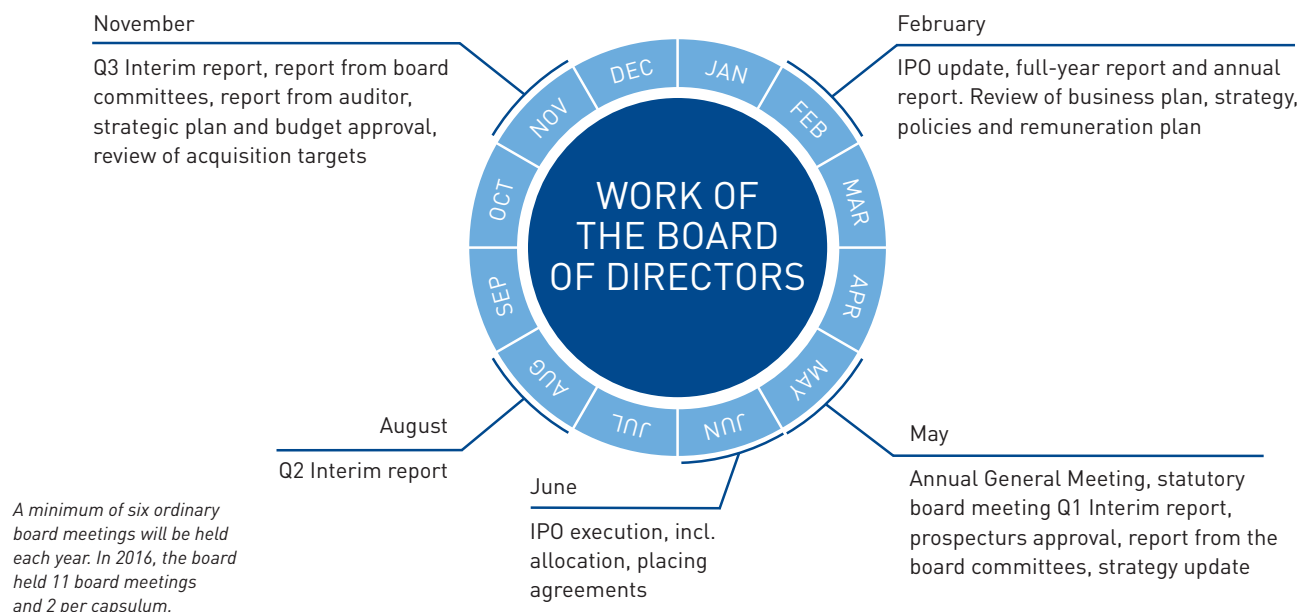 November
Q3 Interim report, report from board
committees, report from auditor,
strategic plan and budget approval,
review of acquisition targets
February
IPO update, full-year report and annual
report. Review of business plan, strategy,
policies and remuneration plan
DEC
JAN
NOV
FEB
OCT
MAR
WORK OF
THE BOARD
OF DIRECTORS
SEP
APR
AUG
MAY
JUL
JUN
August
Q2 Interim report
June
IPO execution, incl.
allocation, placing
agreements
May
Annual General Meeting, statutory
board meeting Q1 Interim report,
prospecturs approval, report from the
board committees, strategy update
A minimum of six ordinary
board meetings will be held
each year. In 2016, the board
held 11 board meetings
and 2 per capsulum.